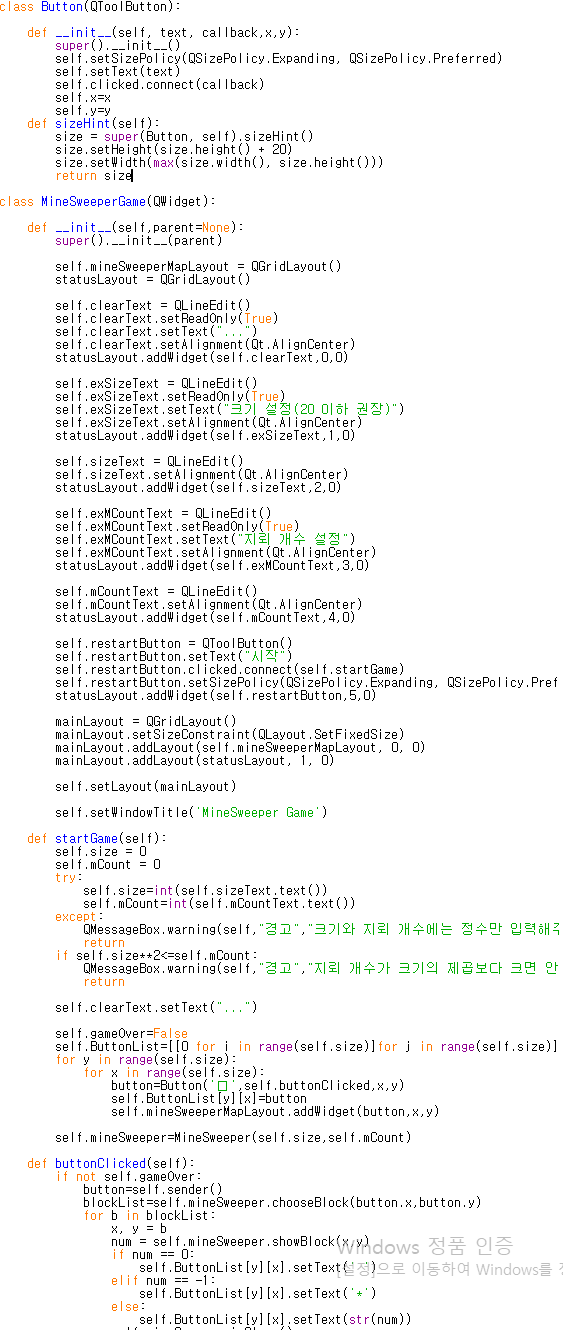 class Button(QToolButton):
    def __init__(self, text, callback,x,y):
        super().__init__()
        self.setSizePolicy(QSizePolicy.Expanding, QSizePolicy.Preferred)
        self.setText(text)
        self.clicked.connect(callback)
        self.x=x
        self.y=y
    def sizeHint(self):
        size = super(Button, self).sizeHint()
        size.setHeight(size.height() + 20)
        size.setWidth(max(size.width(), size.height()))
        return size
class MineSweeperGame(QWidget):
    def __init__(self,parent=None):
        super().__init__(parent)
        self.mineSweeperMapLayout = QGridLayout()
        statusLayout = QGridLayout()
        self.clearText = QLineEdit()
        self.clearText.setReadOnly(True)
        self.clearText.setText("...")
        self.clearText.setAlignment(Qt.AlignCenter)
        statusLayout.addWidget(self.clearText,0,0)
        self.exSizeText = QLineEdit()
        self.exSizeText.setReadOnly(True)
        self.exSizeText.setText("크기 설정(20 이하 권장)")
        self.exSizeText.setAlignment(Qt.AlignCenter)
        statusLayout.addWidget(self.exSizeText,1,0)
        self.sizeText = QLineEdit()
        self.sizeText.setAlignment(Qt.AlignCenter)
        statusLayout.addWidget(self.sizeText,2,0)
        self.exMCountText = QLineEdit()
        self.exMCountText.setReadOnly(True)
        self.exMCountText.setText("지뢰 개수 설정")
        self.exMCountText.setAlignment(Qt.AlignCenter)
        statusLayout.addWidget(self.exMCountText,3,0)
        self.mCountText = QLineEdit()
        self.mCountText.setAlignment(Qt.AlignCenter)
        statusLayout.addWidget(self.mCountText,4,0)
        self.restartButton = QToolButton()
        self.restartButton.setText("시작")
        self.restartButton.clicked.connect(self.startGame)
        self.restartButton.setSizePolicy(QSizePolicy.Expanding, QSizePolicy.Pref
        statusLayout.addWidget(self.restartButton,5,0)
        mainLayout = QGridLayout()
        mainLayout.setSizeConstraint(QLayout.SetFixedSize)
        mainLayout.addLayout(self.mineSweeperMapLayout, 0, 0)
        mainLayout.addLayout(statusLayout, 1, 0)
        self.setLayout(mainLayout)
        self.setWindowTitle('MineSweeper Game')
    def startGame(self):
        self.size = 0
        self.mCount = 0
        try:
            self.size=int(self.sizeText.text())
            self.mCount=int(self.mCountText.text())
        except:
            QMessageBox.warning(self,"경고","크기와 지뢰 개수에는 정수만 입력해주
            return
        if self.size**2<=self.mCount:
            QMessageBox.warning(self,"경고","지뢰 개수가 크기의 제곱보다 크면 안
            return
        self.clearText.setText("...")
        self.gameOver=False
        self.ButtonList=[[0 for i in range(self.size)]for j in range(self.size)]
        for y in range(self.size):
            for x in range(self.size):
                button=Button('□',self.buttonClicked,x,y)
                self.ButtonList[y][x]=button
                self.mineSweeperMapLayout.addWidget(button,x,y)
        self.mineSweeper=MineSweeper(self.size,self.mCount)
    def buttonClicked(self):
        if not self.gameOver:
            button=self.sender()
            blockList=self.mineSweeper.chooseBlock(button.x,button.y)
            for b in blockList:
                x, y = b
                num = self.mineSweeper.showBlock(x,y)
                if num == 0:
                    self.ButtonList[y][x].setText(' ')
                elif num == -1:
                    self.ButtonList[y][x].setText('*')
                else:
                    self.ButtonList[y][x].setText(str(num))
Windows 정품 인증
[설정]으로 이동하여 Windows를 정